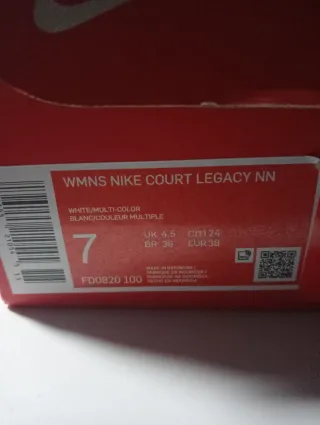 WMNS NIKE COURT LEGACY NN
WHITE/MULTI-COLOR
BLANC/COULEUR MULTIPLE
7
UK 4.5 CM 24
BR 36 EUR 38
FD0820 100
MADE IN INDONESIA